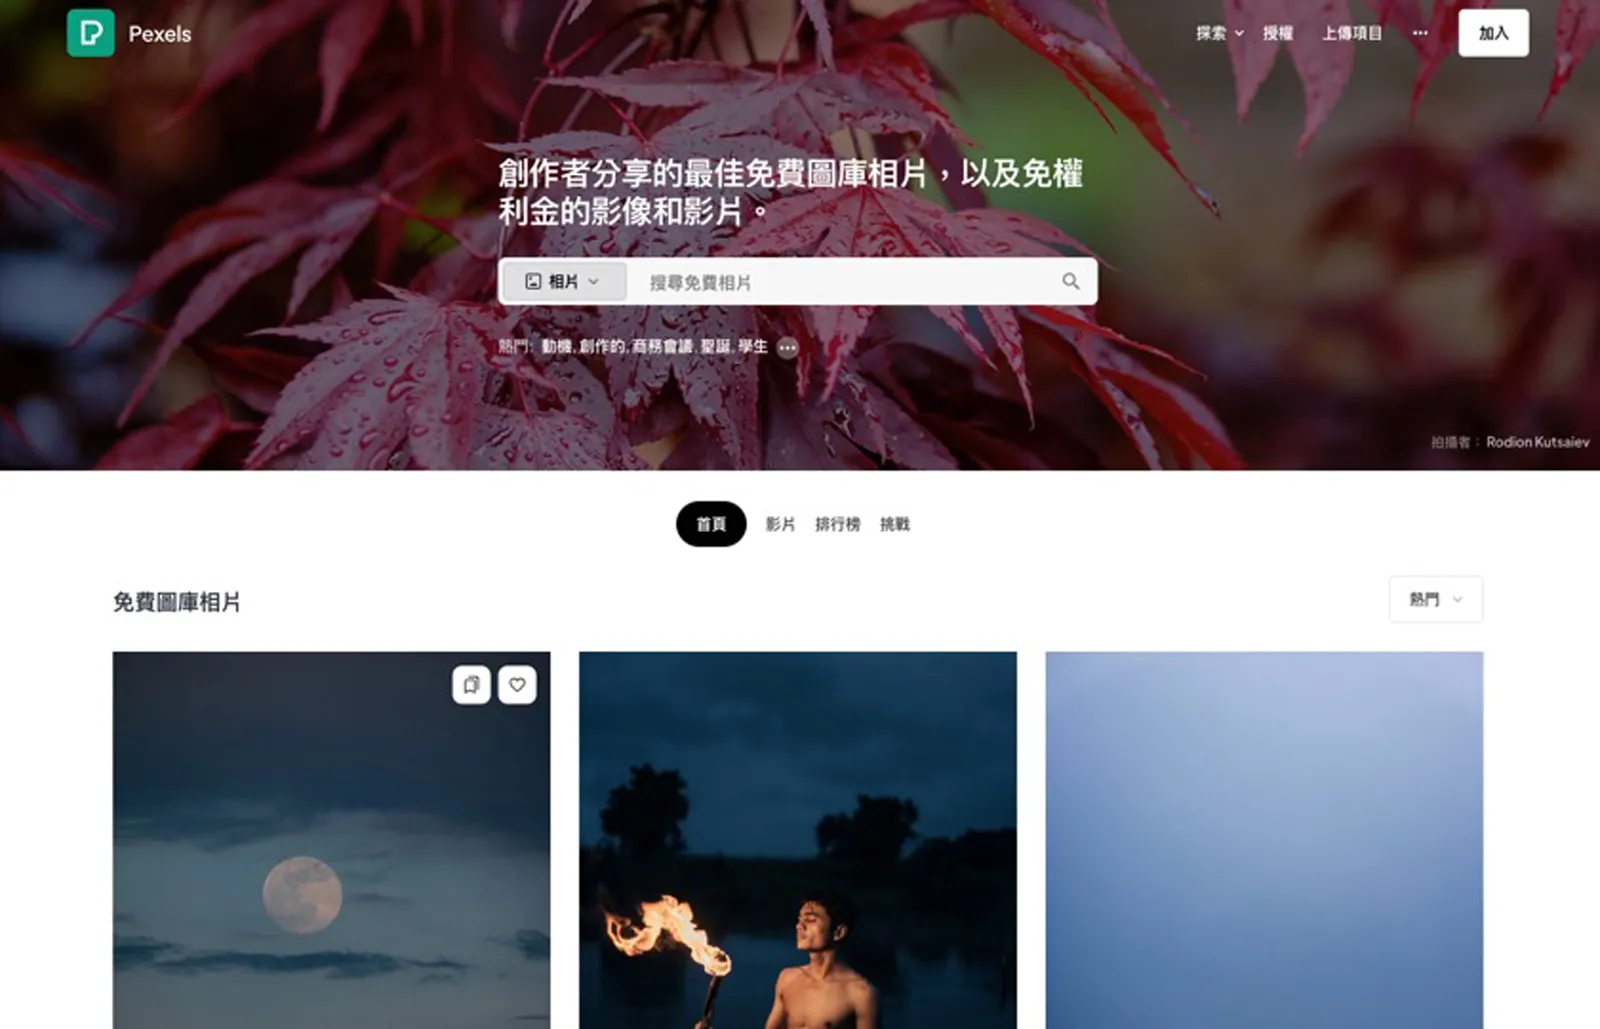 Pexels
探索
授權
上傳項目
加入
創作者分享的最佳免費圖庫相片，以及免權
利金的影像和影片。
相片
搜尋免費相片
熱門: 動機, 創作的, 商務會議, 聖誕, 學生
拍攝者： Rodion Kutsaiev
首頁
影片
排行榜
挑戰
免費圖庫相片
熱門